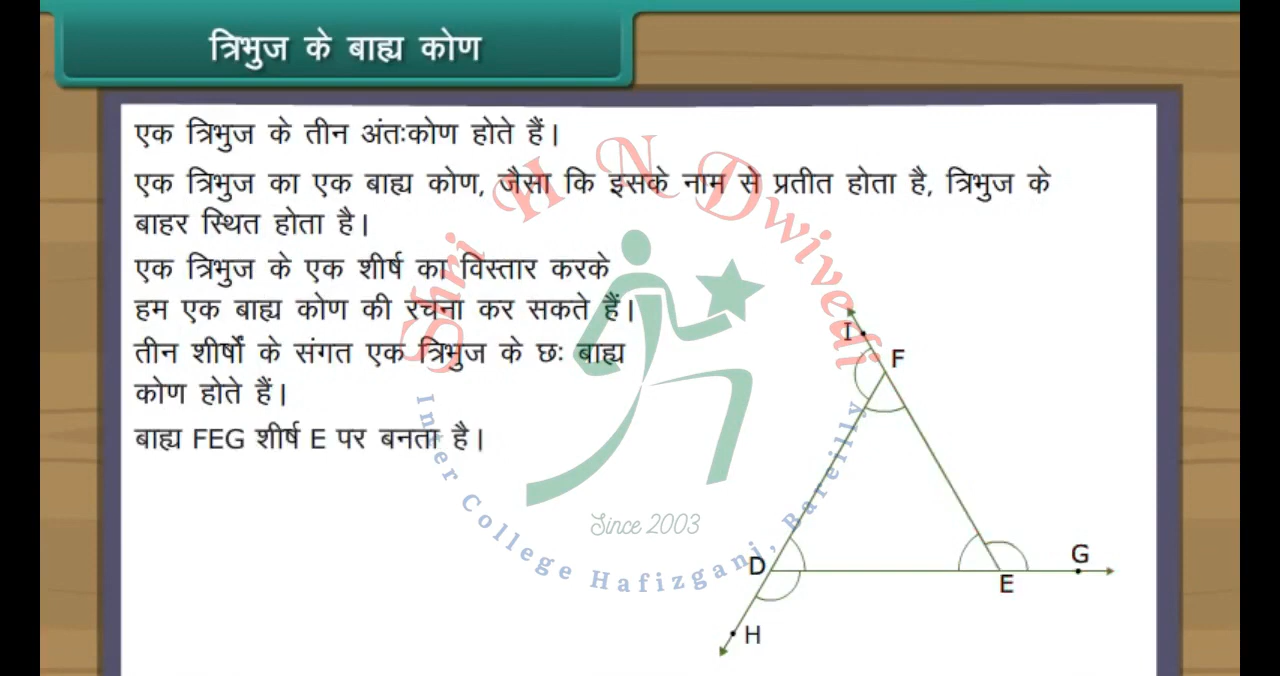 त्रिभुज के बाह्य कोण
एक त्रिभुज के तीन अंतःकोण होते हैं।
एक त्रिभुज का एक बाह्य कोण, जैसा कि इसके नाम से प्रतीत होता है, त्रिभुज के
बाहर स्थित होता है।
एक त्रिभुज के एक शीर्ष का विस्तार करके
हम एक बाह्य कोण की रचना कर सकते हैं।
तीन शीर्षों के संगत एक त्रिभुज के छः बाह्य
कोण होते हैं।
बाह्य FEG शीर्ष E पर बनता है।
I
F
D
E
G
H
Shri H N Dwivedi
Inter College Hafizganj, Bareilly
Since 2003